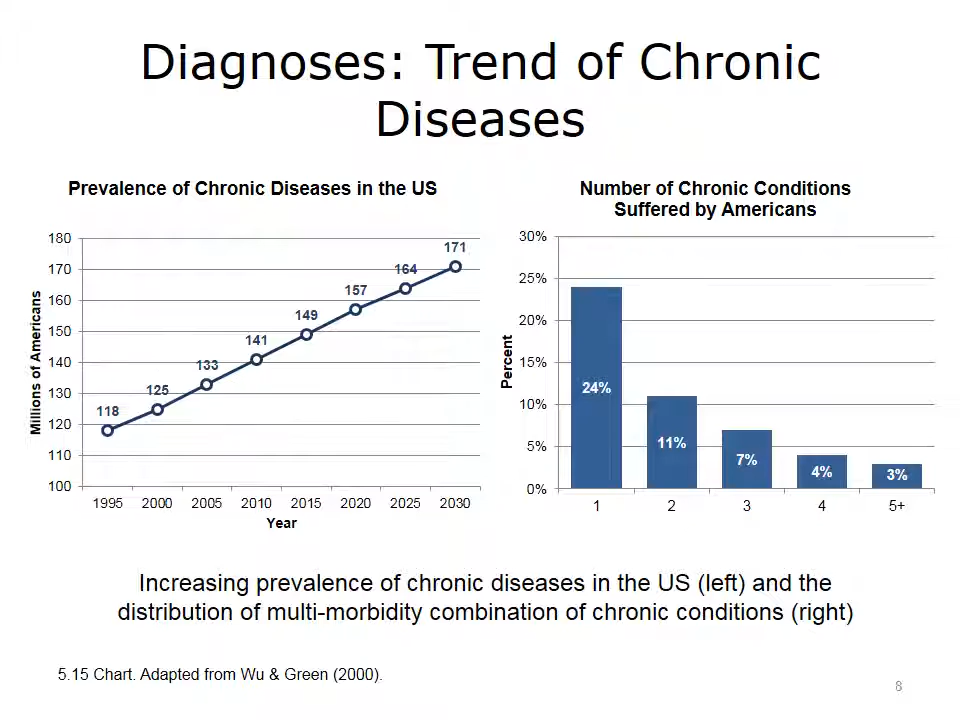 Diagnoses: Trend of Chronic
Diseases
Prevalence of Chronic Diseases in the US
Millions of Americans
180
170
160
150
140
130
120
110
100
118
125
133
141
149
157
164
171
1995 2000 2005 2010 2015 2020 2025 2030
Year
Number of Chronic Conditions
Suffered by Americans
Percent
30%
25%
20%
15%
10%
5%
0%
24%
11%
7%
4%
3%
1 2 3 4 5+
Increasing prevalence of chronic diseases in the US (left) and the
distribution of multi-morbidity combination of chronic conditions (right)
5.15 Chart. Adapted from Wu & Green (2000).
8